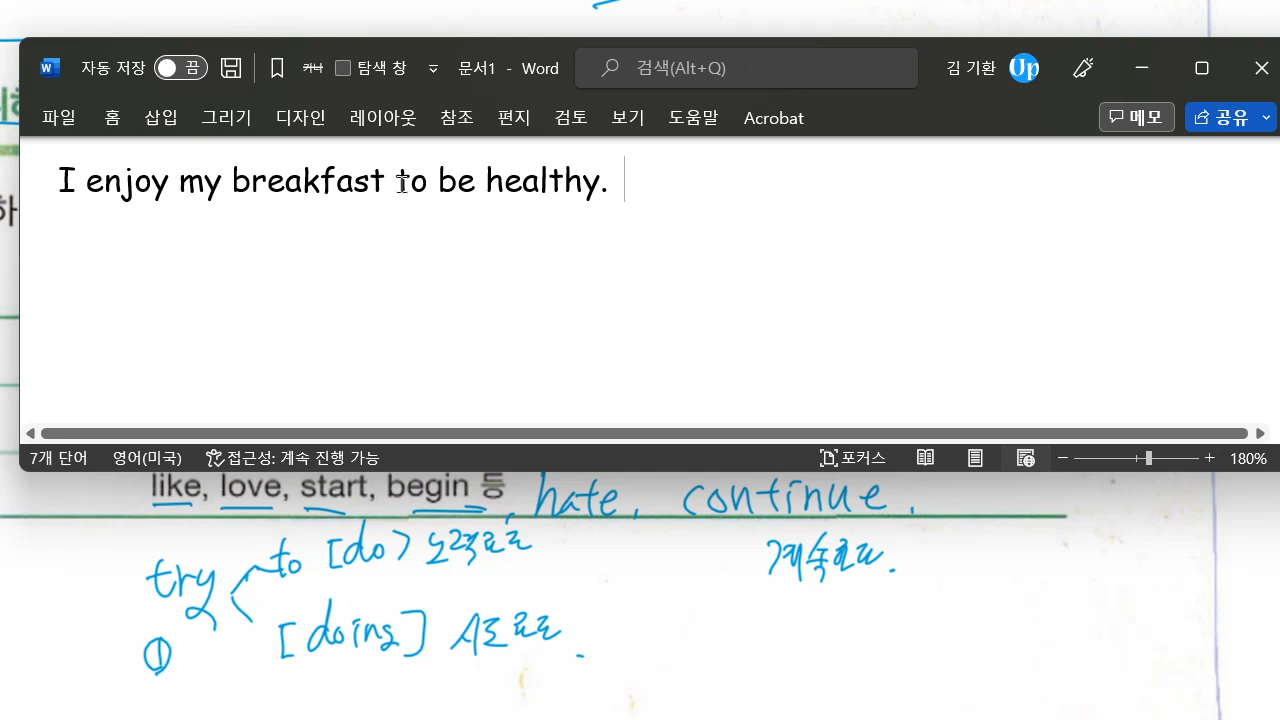 자동 저장 끔 가나 탐색 창 문서1 - Word 검색(Alt+Q) 김 기환 Up
파일 홈 삽입 그리기 디자인 레이아웃 참조 편지 검토 보기 도움말 Acrobat 메모 공유
I enjoy my breakfast to be healthy.
하
7개 단어 영어(미국) 접근성: 계속 진행 가능 포커스 180%
like, love, start, begin 등, hate, continue.
try to [do> 노력
계속
① [doing] 시도